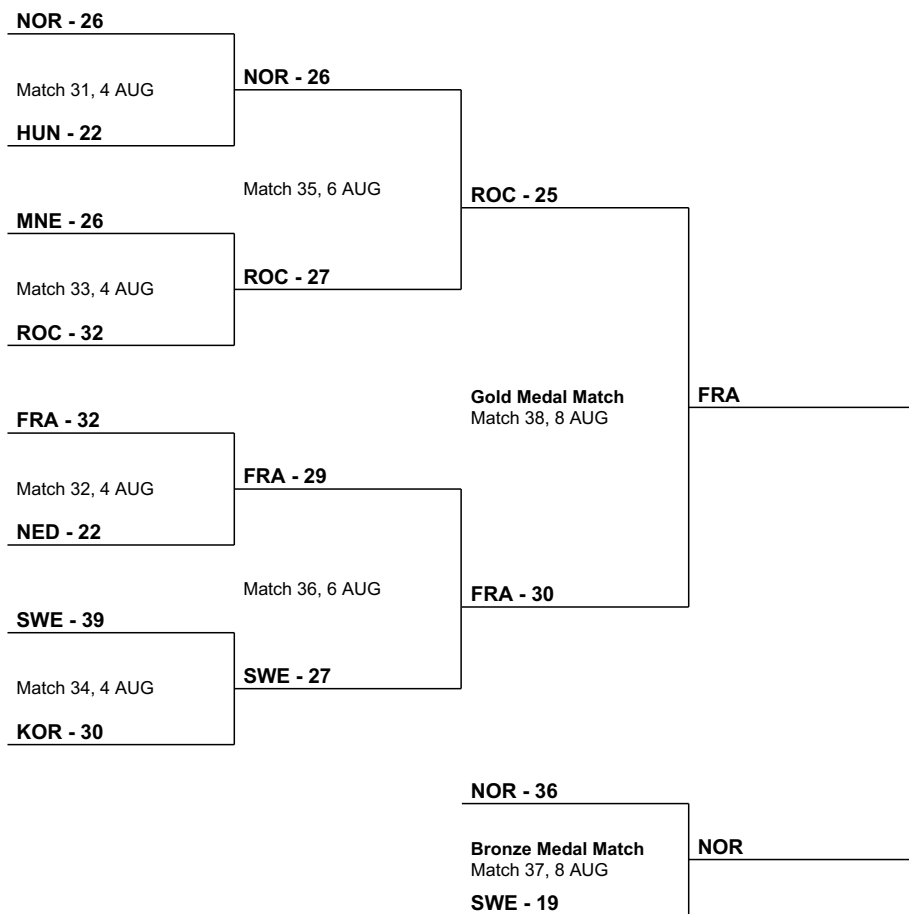 NOR - 26
Match 31, 4 AUG
HUN - 22
NOR - 26
Match 35, 6 AUG
MNE - 26
Match 33, 4 AUG
ROC - 32
ROC - 27
ROC - 25
Gold Medal Match
Match 38, 8 AUG
FRA
FRA - 32
Match 32, 4 AUG
NED - 22
FRA - 29
Match 36, 6 AUG
SWE - 39
Match 34, 4 AUG
KOR - 30
SWE - 27
FRA - 30
NOR - 36
Bronze Medal Match
Match 37, 8 AUG
SWE - 19
NOR